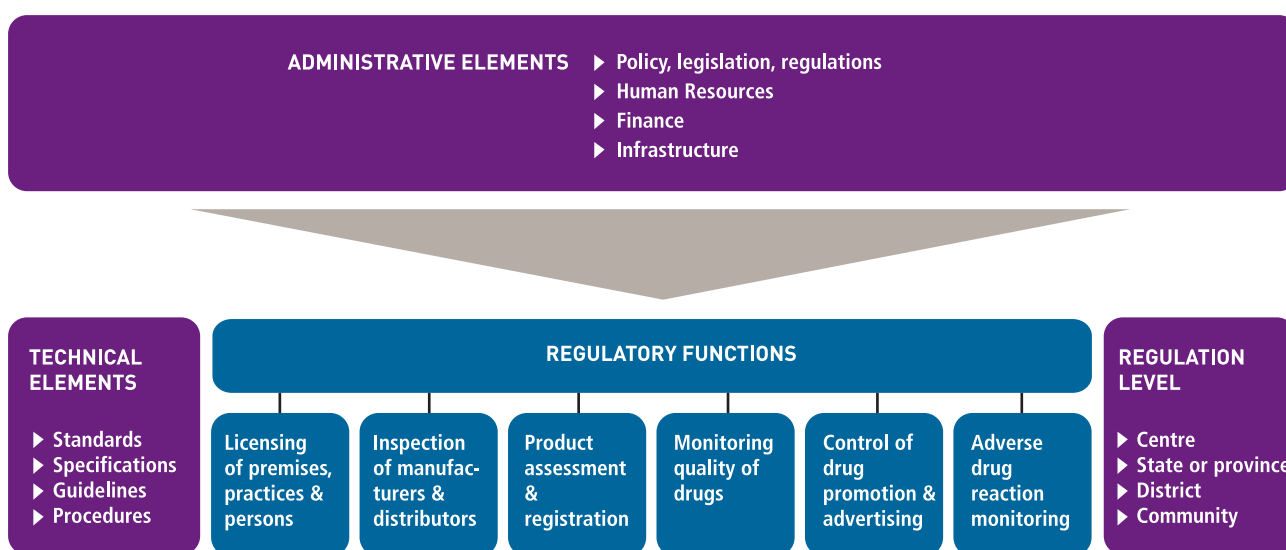 ADMINISTRATIVE ELEMENTS
Policy, legislation, regulations
Human Resources
Finance
Infrastructure
TECHNICAL
ELEMENTS
Standards
Specifications
Guidelines
Procedures
REGULATORY FUNCTIONS
Licensing
of premises,
practices &
persons
Inspection
of manufac-
turers &
distributors
Product
assessment
&
registration
Monitoring
quality of
drugs
Control of
drug
promotion &
advertising
Adverse
drug
reaction
monitoring
REGULATION
LEVEL
Centre
State or province
District
Community